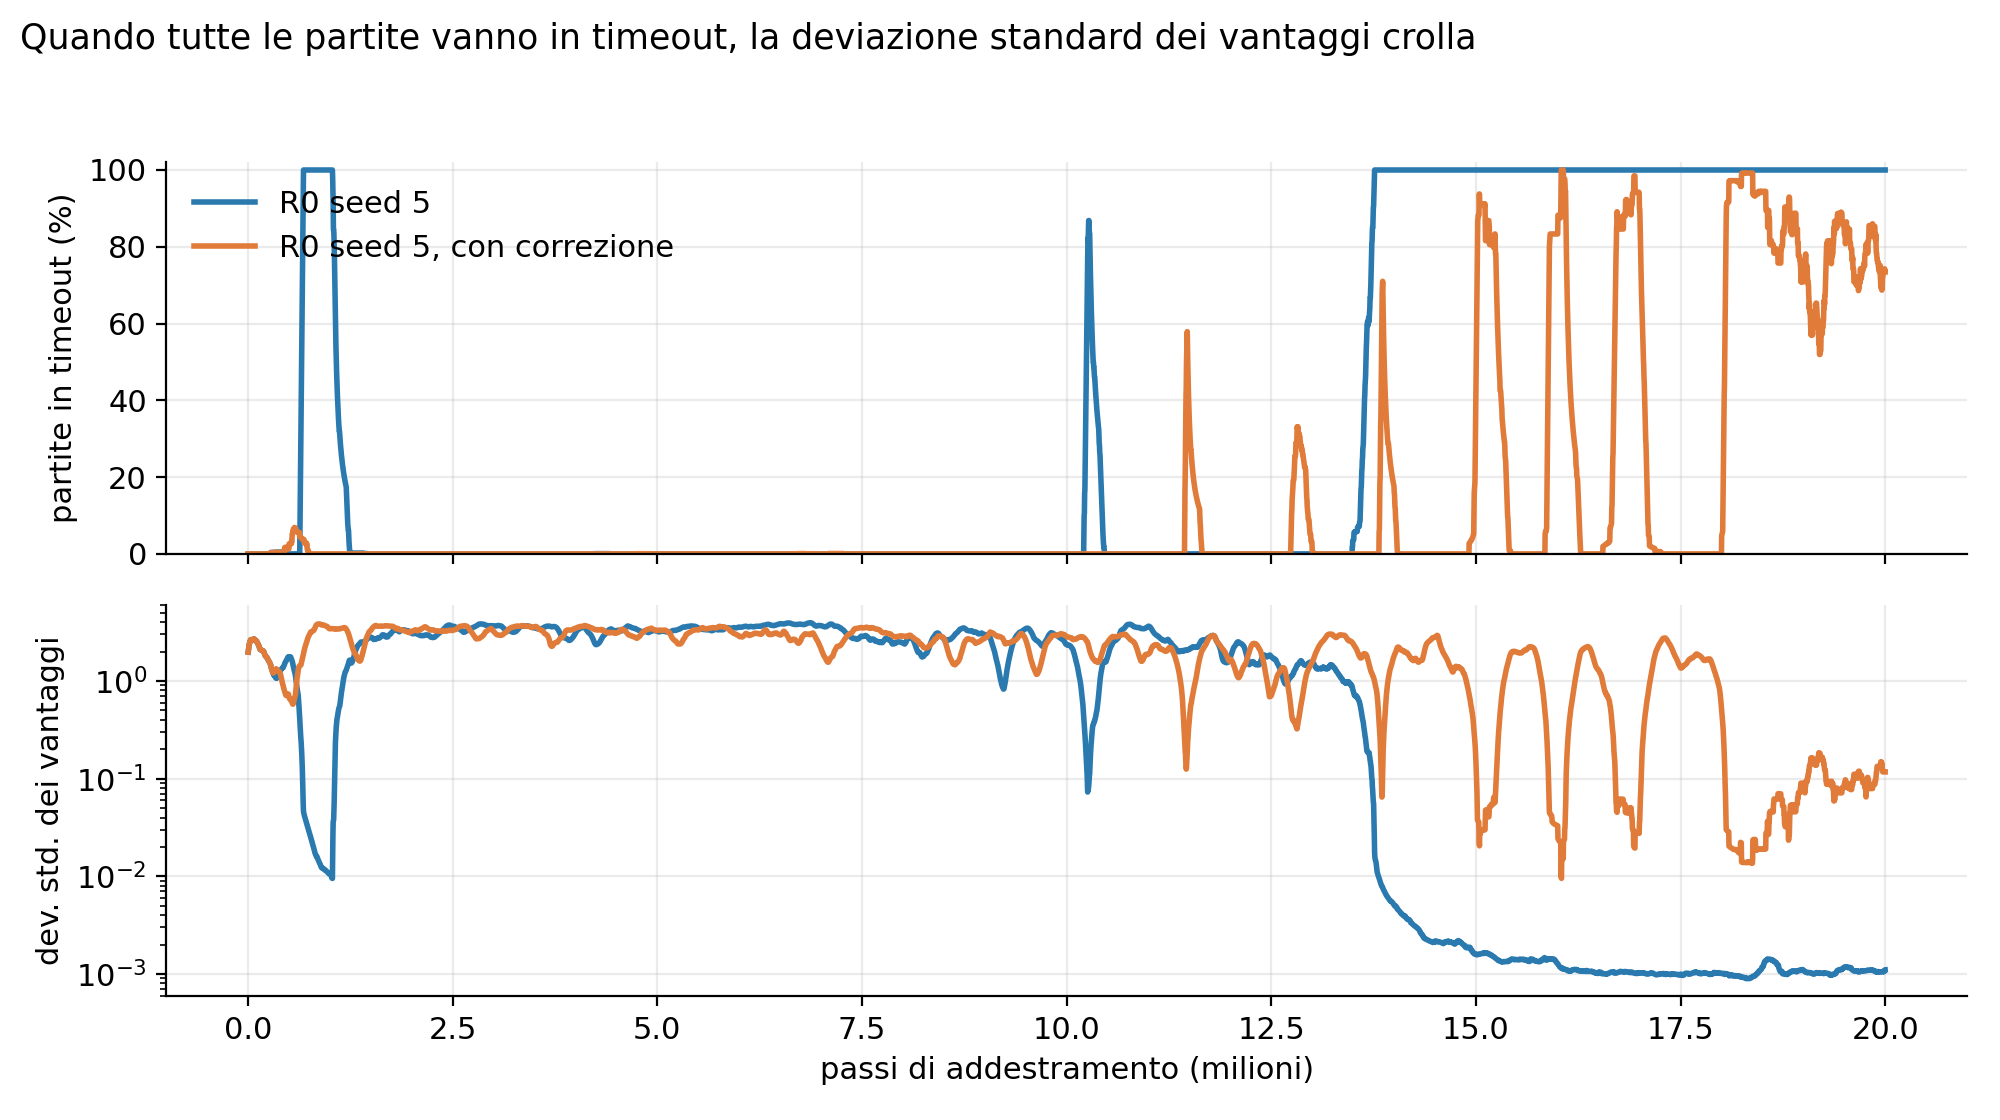 Quando tutte le partite vanno in timeout, la deviazione standard dei vantaggi crolla
partite in timeout (%)
100
80
60
40
20
0
R0 seed 5
R0 seed 5, con correzione
dev. std. dei vantaggi
10⁰
10⁻¹
10⁻²
10⁻³
0.0 2.5 5.0 7.5 10.0 12.5 15.0 17.5 20.0
passi di addestramento (milioni)